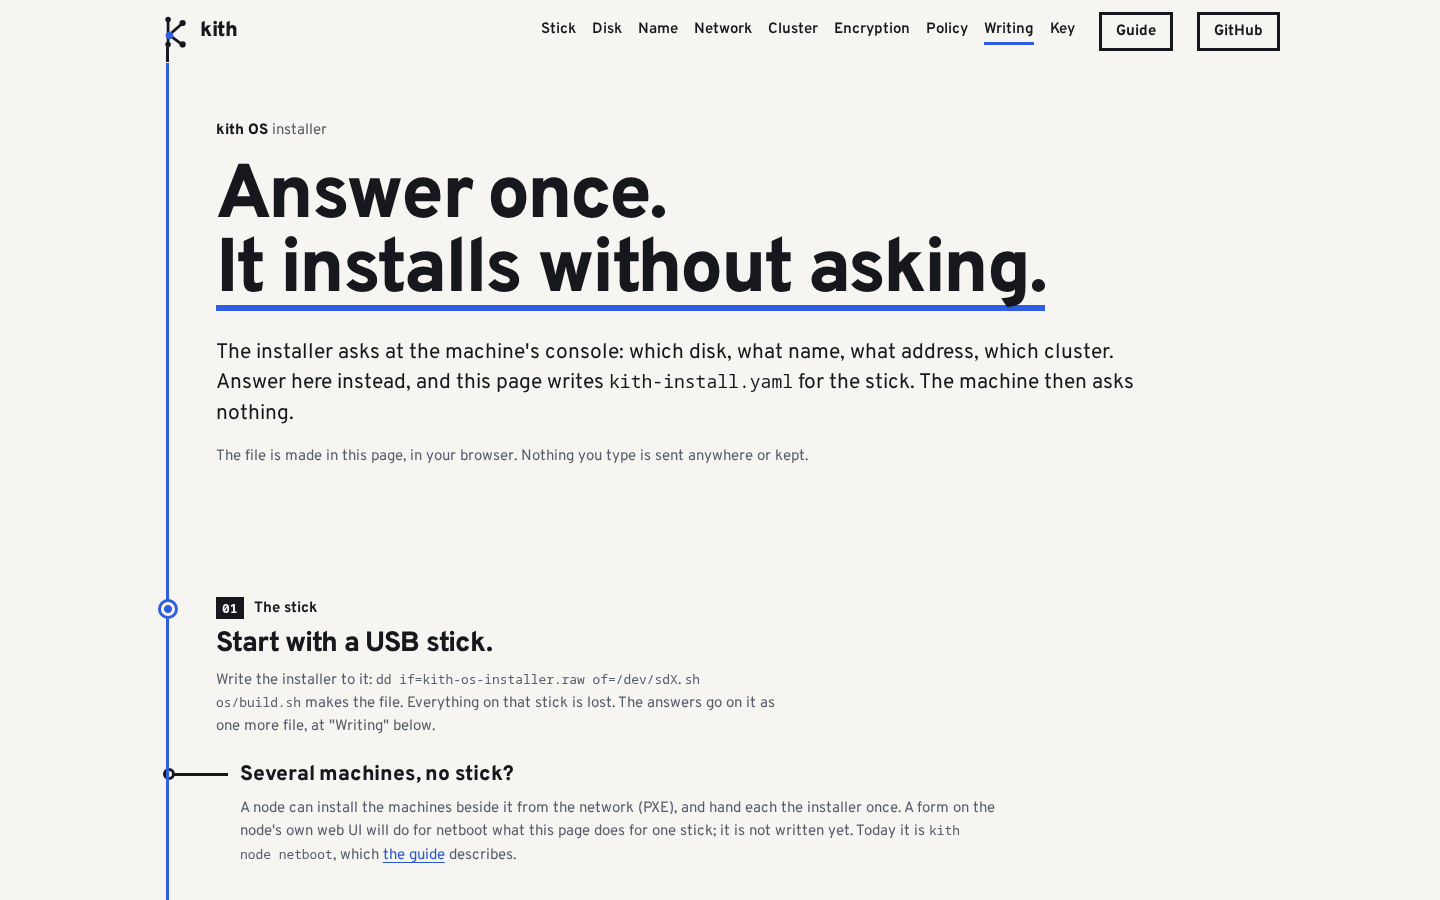 kith
Stick Disk Name Network Cluster Encryption Policy Writing Key Guide GitHub
kith OS installer
Answer once.
It installs without asking.
The installer asks at the machine's console: which disk, what name, what address, which cluster.
Answer here instead, and this page writes kith-install.yaml for the stick. The machine then asks
nothing.
The file is made in this page, in your browser. Nothing you type is sent anywhere or kept.
01 The stick
Start with a USB stick.
Write the installer to it: dd if=kith-os-installer.raw of=/dev/sdX. sh
os/build.sh makes the file. Everything on that stick is lost. The answers go on it as
one more file, at "Writing" below.
Several machines, no stick?
A node can install the machines beside it from the network (PXE), and hand each the installer once. A form on the
node's own web UI will do for netboot what this page does for one stick; it is not written yet. Today it is kith
node netboot, which the guide describes.